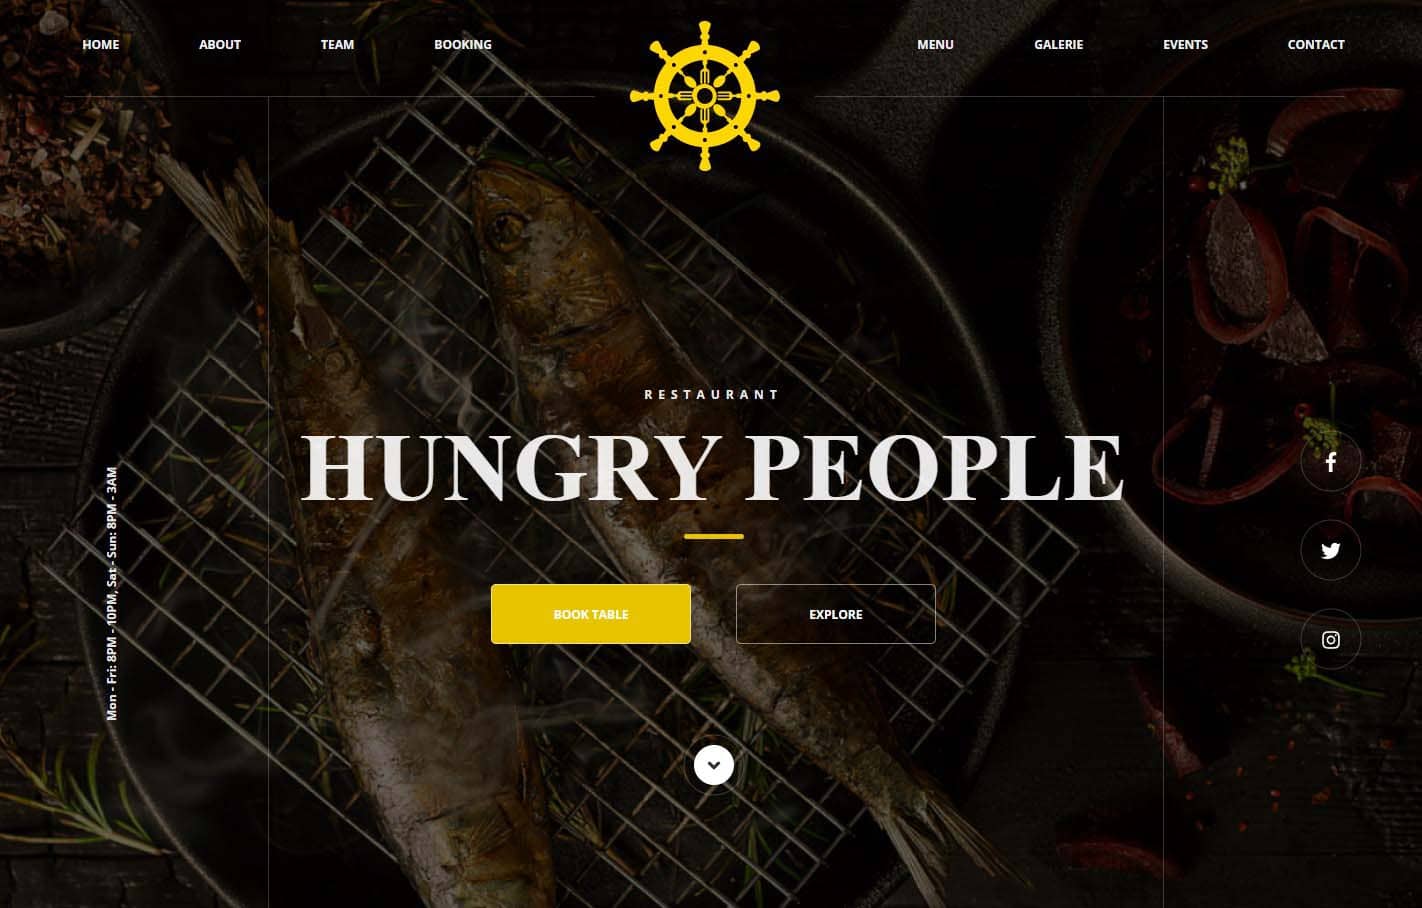 HOME
ABOUT
TEAM
BOOKING
MENU
GALERIE
EVENTS
CONTACT
RESTAURANT
HUNGRY PEOPLE
BOOK TABLE
EXPLORE
Mon - Fri: 8PM - 10PM, Sat - Sun: 8PM - 3AM